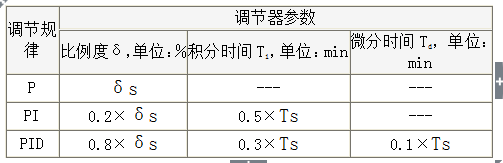 调节规律 调节器参数
比例度δ,单位:% 积分时间Ti,单位:min 微分时间Td,单位:min
P δs --- ---
PI 0.2×δs 0.5×Ts ---
PID 0.8×δs 0.3×Ts 0.1×Ts